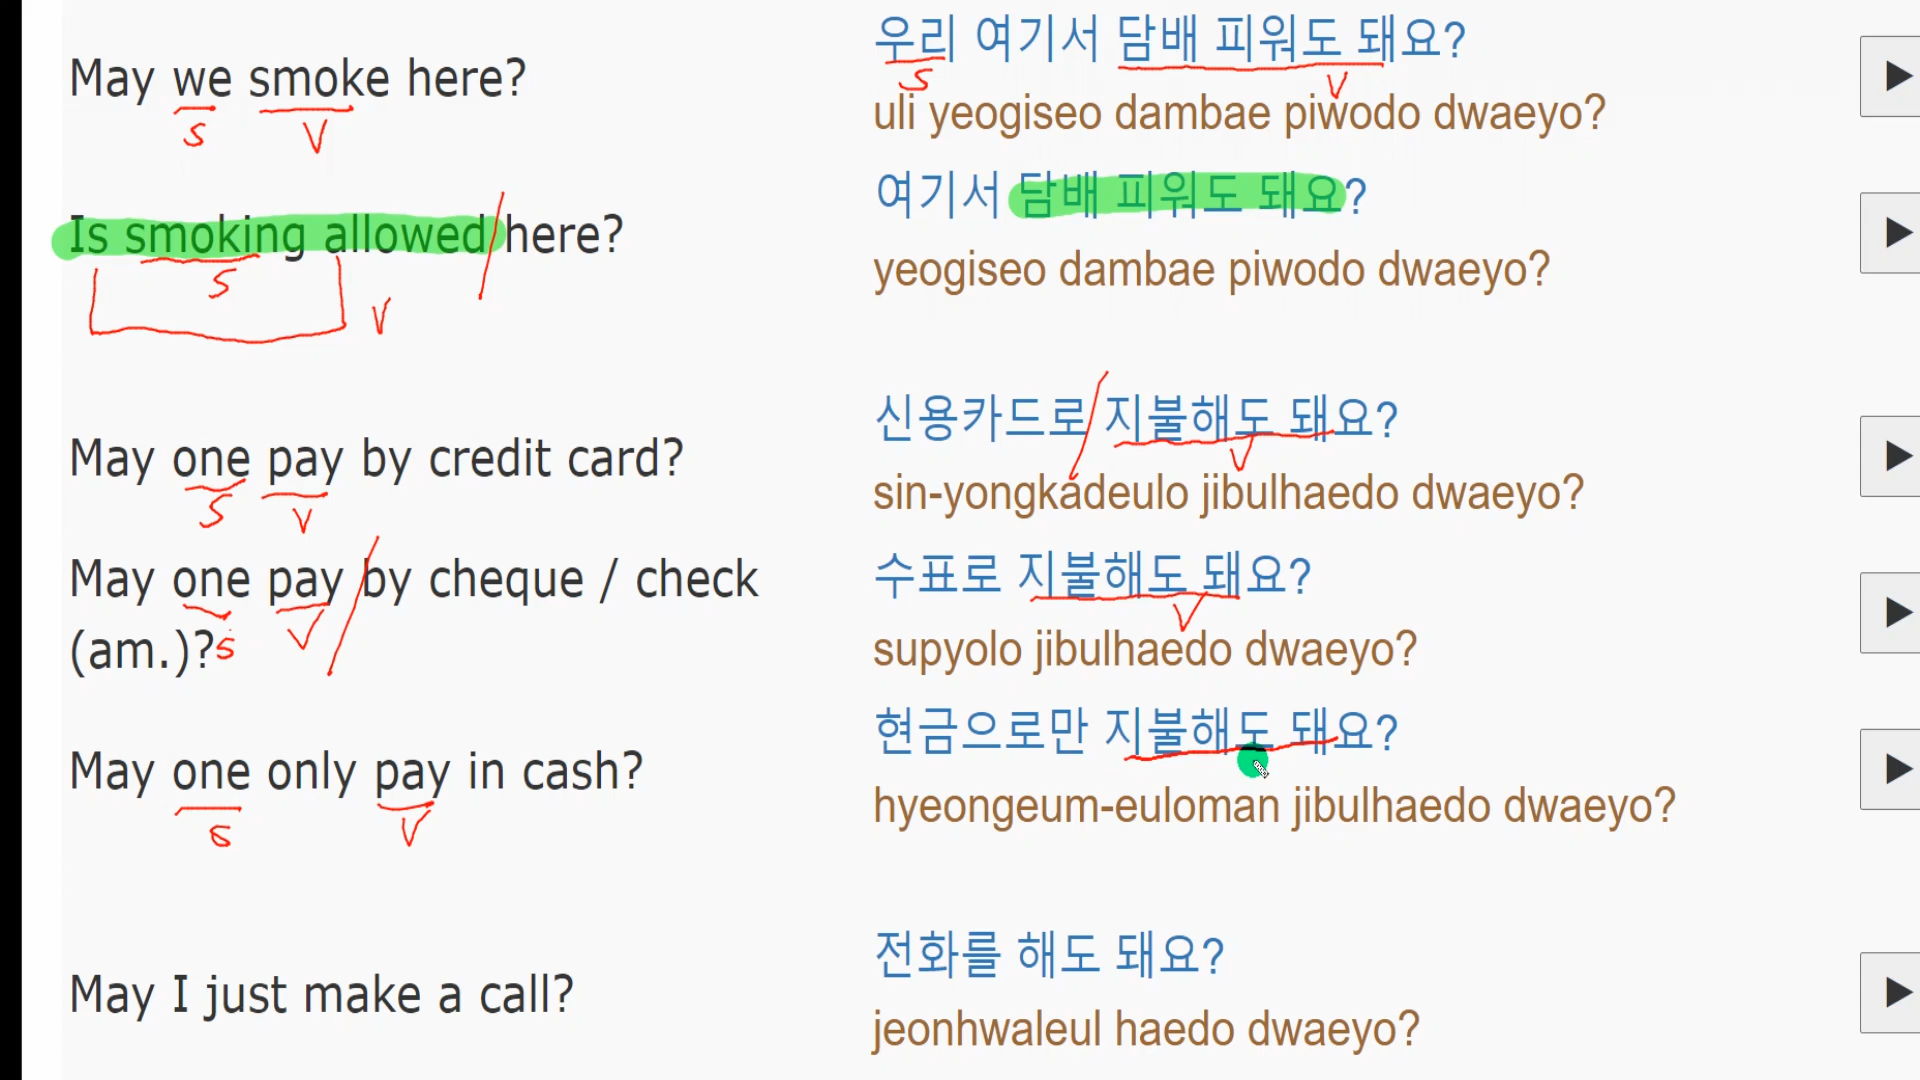 May we smoke here?
s
V
우리 여기서 담배 피워도 돼요?
s
V
uli yeogiseo dambae piwodo dwaeyo?
Is smoking allowed here?
s
V
여기서 담배 피워도 돼요?
yeogiseo dambae piwodo dwaeyo?
May one pay by credit card?
s
V
신용카드로 지불해도 돼요?
V
sin-yongkadeulo jibulhaedo dwaeyo?
May one pay by cheque / check
(am.)?
s
V
수표로 지불해도 돼요?
V
supyolo jibulhaedo dwaeyo?
May one only pay in cash?
s
V
현금으로만 지불해도 돼요?
hyeongeum-euloman jibulhaedo dwaeyo?
May I just make a call?
전화를 해도 돼요?
jeonhwaleul haedo dwaeyo?